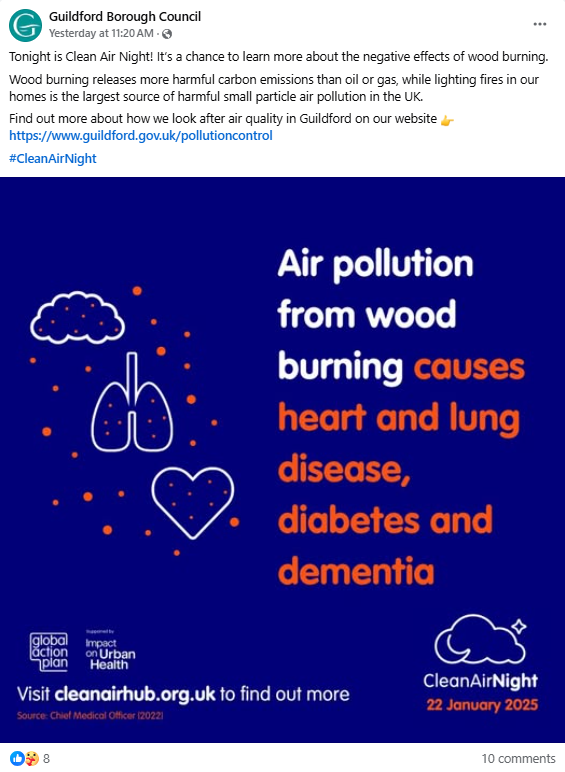 Guildford Borough Council
Yesterday at 11:20 AM ·
Tonight is Clean Air Night! It's a chance to learn more about the negative effects of wood burning.
Wood burning releases more harmful carbon emissions than oil or gas, while lighting fires in our
homes is the largest source of harmful small particle air pollution in the UK.
Find out more about how we look after air quality in Guildford on our website 👉
https://www.guildford.gov.uk/pollutioncontrol
#CleanAirNight
Air pollution
from wood
burning causes
heart and lung
disease,
diabetes and
dementia
global
action
plan
Supported by
Impact
on Urban
Health
CleanAirNight
22 January 2025
Visit cleanairhub.org.uk to find out more
Source: Chief Medical Officer (2022)
8
10 comments